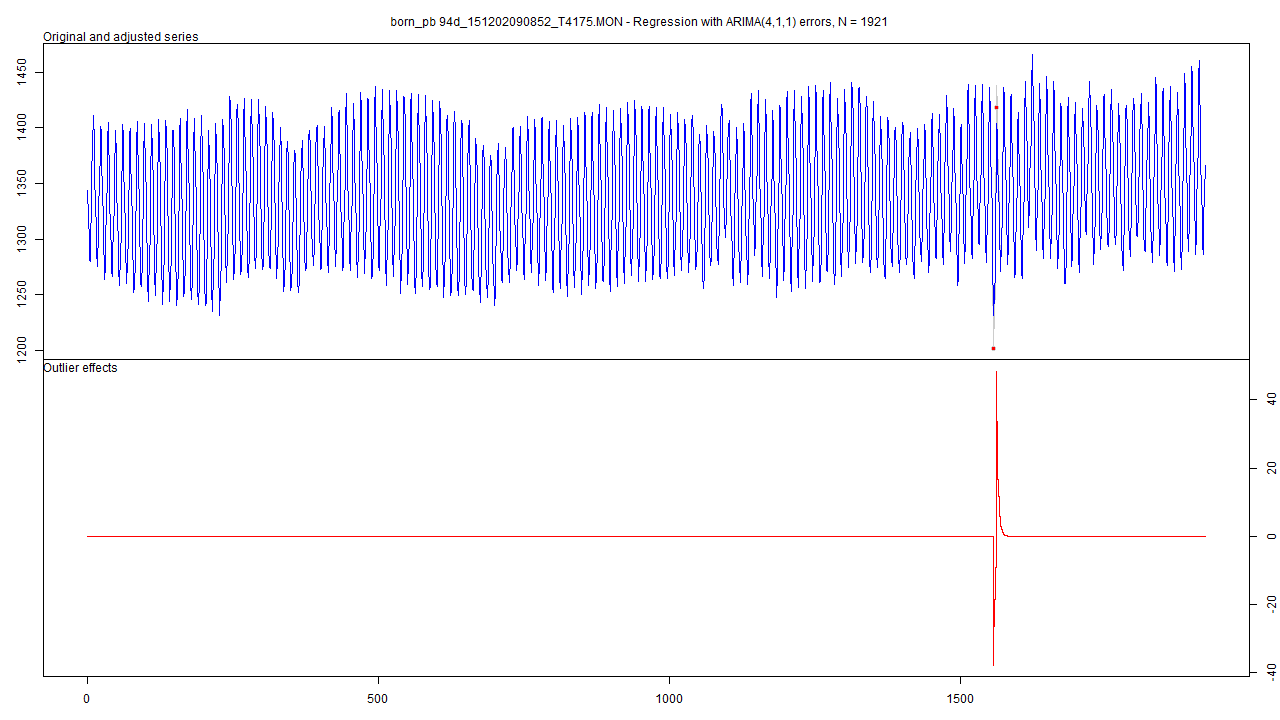 born_pb 94d_151202090852_T4175.MON - Regression with ARIMA(4,1,1) errors, N = 1921
Original and adjusted series
1450
1400
1350
1300
1250
1200
Outlier effects
40
20
0
-20
-40
0 500 1000 1500